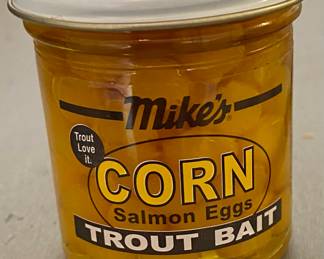 Mike's®
Trout
Love
it.
CORN
Salmon Eggs
TROUT BAIT